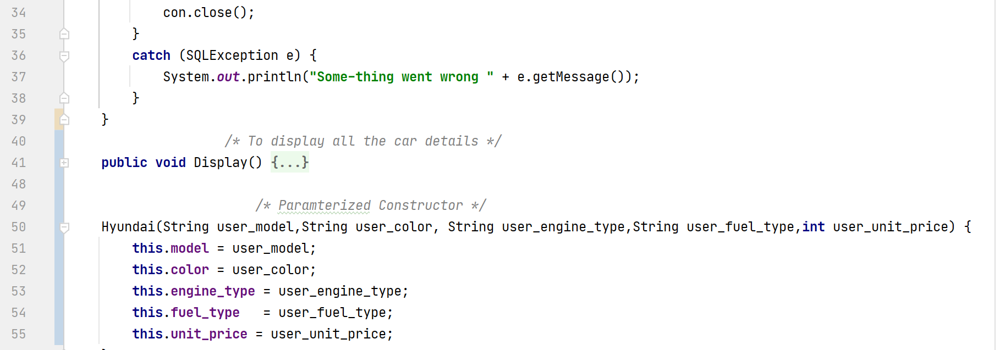 34 con.close();
35 }
36 catch (SQLException e) {
37 System.out.println("Some-thing went wrong " + e.getMessage());
38 }
39 }
40 /* To display all the car details */
41 public void Display() {...}
48
49 /* Paramterized Constructor */
50 Hyundai(String user_model,String user_color, String user_engine_type,String user_fuel_type,int user_unit_price) {
51 this.model = user_model;
52 this.color = user_color;
53 this.engine_type = user_engine_type;
54 this.fuel_type   = user_fuel_type;
55 this.unit_price = user_unit_price;